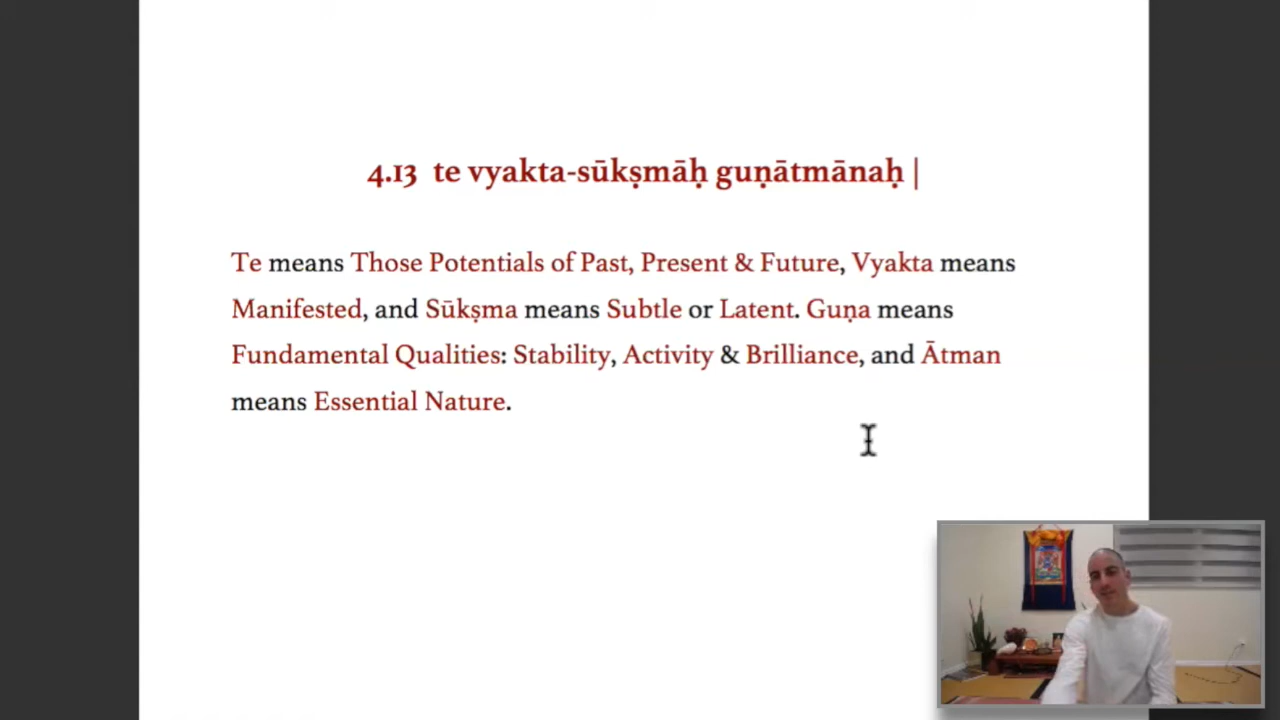 4.13 te vyakta-sūkṣmāḥ guṇātmānaḥ |
Te means Those Potentials of Past, Present & Future, Vyakta means
Manifested, and Sūkṣma means Subtle or Latent. Guṇa means
Fundamental Qualities: Stability, Activity & Brilliance, and Ātman
means Essential Nature.